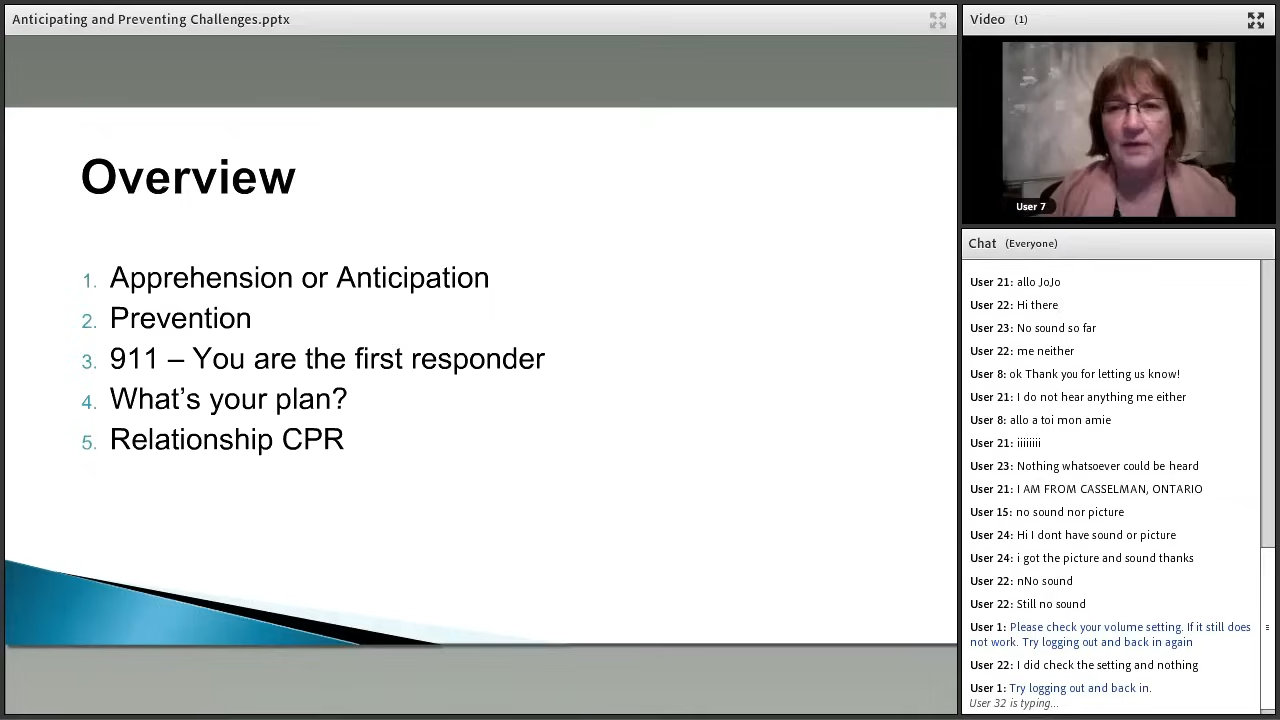 Anticipating and Preventing Challenges.pptx
Overview
1. Apprehension or Anticipation
2. Prevention
3. 911 – You are the first responder
4. What’s your plan?
5. Relationship CPR
Video (1)
User 7
Chat (Everyone)
User 21: allo JoJo
User 22: Hi there
User 23: No sound so far
User 22: me neither
User 8: ok Thank you for letting us know!
User 21: I do not hear anything me either
User 8: allo a toi mon amie
User 21: iiiiiiii
User 23: Nothing whatsoever could be heard
User 21: I AM FROM CASSELMAN, ONTARIO
User 15: no sound nor picture
User 24: Hi I dont have sound or picture
User 24: i got the picture and sound thanks
User 22: nNo sound
User 22: Still no sound
User 1: Please check your volume setting. If it still does
not work. Try logging out and back in again
User 22: I did check the setting and nothing
User 1: Try logging out and back in.
User 32 is typing...